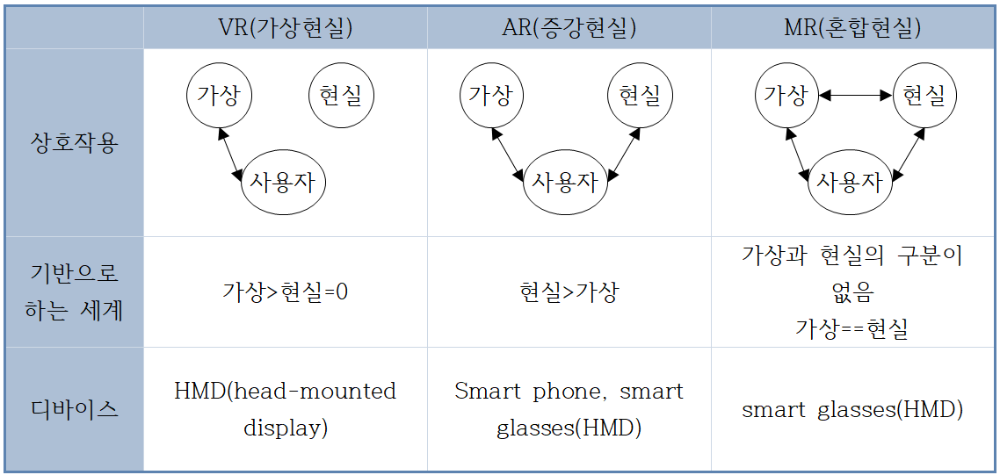 VR(가상현실)
AR(증강현실)
MR(혼합현실)
상호작용
가상
현실
사용자
가상
현실
사용자
가상
현실
사용자
기반으로
하는 세계
가상>현실=0
현실>가상
가상과 현실의 구분이
없음
가상==현실
디바이스
HMD(head-mounted
display)
Smart phone, smart
glasses(HMD)
smart glasses(HMD)